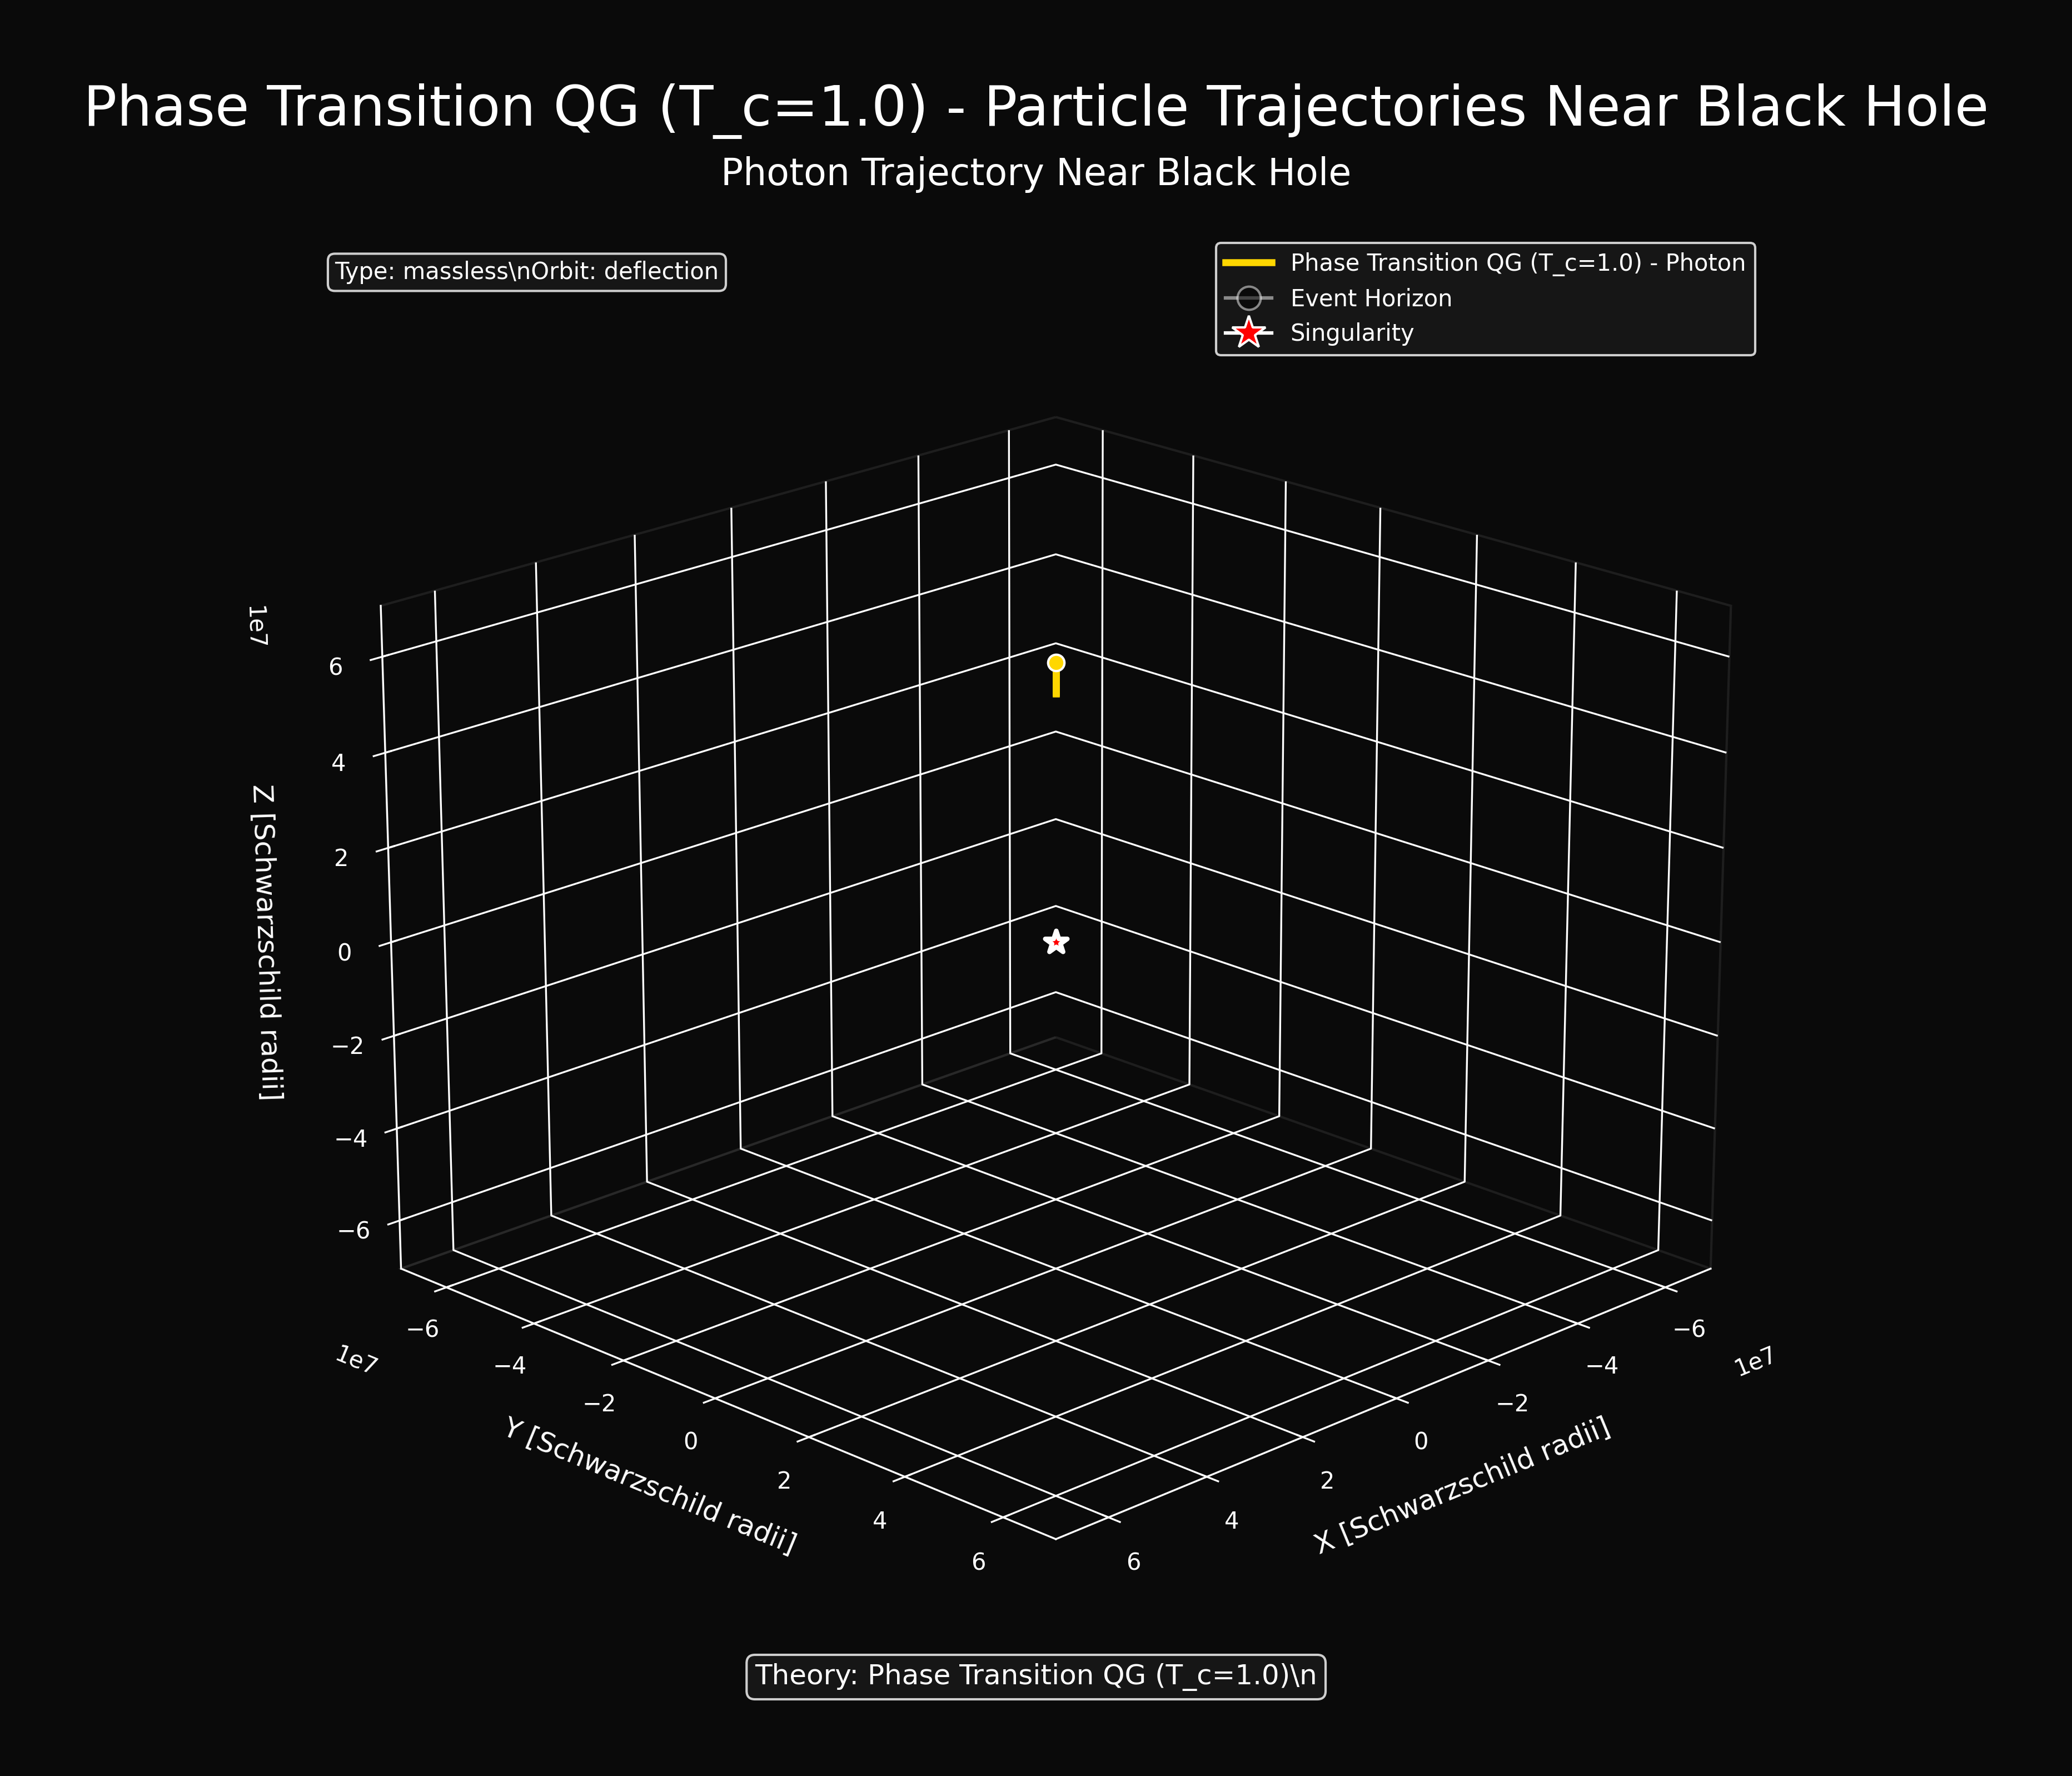 Phase Transition QG (T_c=1.0) - Particle Trajectories Near Black Hole
Photon Trajectory Near Black Hole
Type: massless\nOrbit: deflection
Phase Transition QG (T_c=1.0) - Photon
Event Horizon
Singularity
1e7
6
4
2
0
−2
−4
−6
Z [Schwarzschild radii]
−6
−4
−2
0
2
4
6
1e7
Y [Schwarzschild radii]
−6
−4
−2
0
2
4
6
1e7
X [Schwarzschild radii]
Theory: Phase Transition QG (T_c=1.0)\n